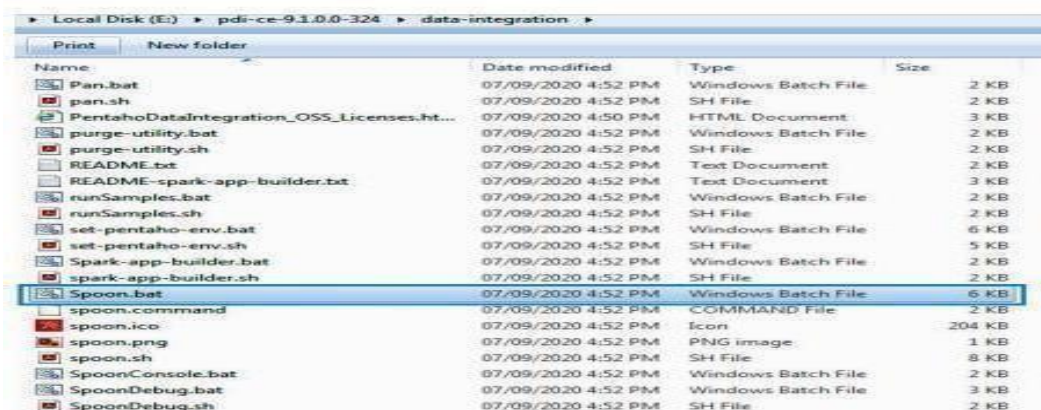 Local Disk (E:) ▸ pdi-ce-9.1.0.0-324 ▸ data-integration ▸
Print New folder
Name Date modified Type Size
Pan.bat 07/09/2020 4:52 PM Windows Batch File 2 KB
pan.sh 07/09/2020 4:52 PM SH File 2 KB
PentahoDataIntegration_OSS_Licenses.ht... 07/09/2020 4:50 PM HTML Document 3 KB
purge-utility.bat 07/09/2020 4:52 PM Windows Batch File 2 KB
purge-utility.sh 07/09/2020 4:52 PM SH File 2 KB
README.txt 07/09/2020 4:52 PM Text Document 2 KB
README-spark-app-builder.txt 07/09/2020 4:52 PM Text Document 3 KB
runSamples.bat 07/09/2020 4:52 PM Windows Batch File 2 KB
runSamples.sh 07/09/2020 4:52 PM SH File 2 KB
set-pentaho-env.bat 07/09/2020 4:52 PM Windows Batch File 6 KB
set-pentaho-env.sh 07/09/2020 4:52 PM SH File 5 KB
Spark-app-builder.bat 07/09/2020 4:52 PM Windows Batch File 2 KB
spark-app-builder.sh 07/09/2020 4:52 PM SH File 2 KB
Spoon.bat 07/09/2020 4:52 PM Windows Batch File 6 KB
spoon.command 07/09/2020 4:52 PM COMMAND File 2 KB
spoon.ico 07/09/2020 4:52 PM Icon 204 KB
spoon.png 07/09/2020 4:52 PM PNG image 1 KB
spoon.sh 07/09/2020 4:52 PM SH File 8 KB
SpoonConsole.bat 07/09/2020 4:52 PM Windows Batch File 2 KB
SpoonDebug.bat 07/09/2020 4:52 PM Windows Batch File 3 KB
SpoonDebug.sh 07/09/2020 4:52 PM SH File 2 KB